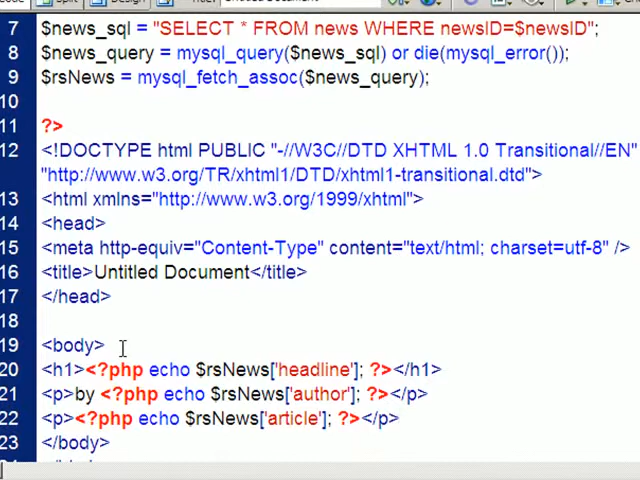 7 $news_sql = "SELECT * FROM news WHERE newsID=$newsID";
8 $news_query = mysql_query($news_sql) or die(mysql_error());
9 $rsNews = mysql_fetch_assoc($news_query);
10
11 ?>
12 <!DOCTYPE html PUBLIC "-//W3C//DTD XHTML 1.0 Transitional//EN"
"http://www.w3.org/TR/xhtml1/DTD/xhtml1-transitional.dtd">
13 <html xmlns="http://www.w3.org/1999/xhtml">
14 <head>
15 <meta http-equiv="Content-Type" content="text/html; charset=utf-8" />
16 <title>Untitled Document</title>
17 </head>
18
19 <body>
20 <h1><?php echo $rsNews['headline']; ?></h1>
21 <p>by <?php echo $rsNews['author']; ?></p>
22 <p><?php echo $rsNews['article']; ?></p>
23 </body>